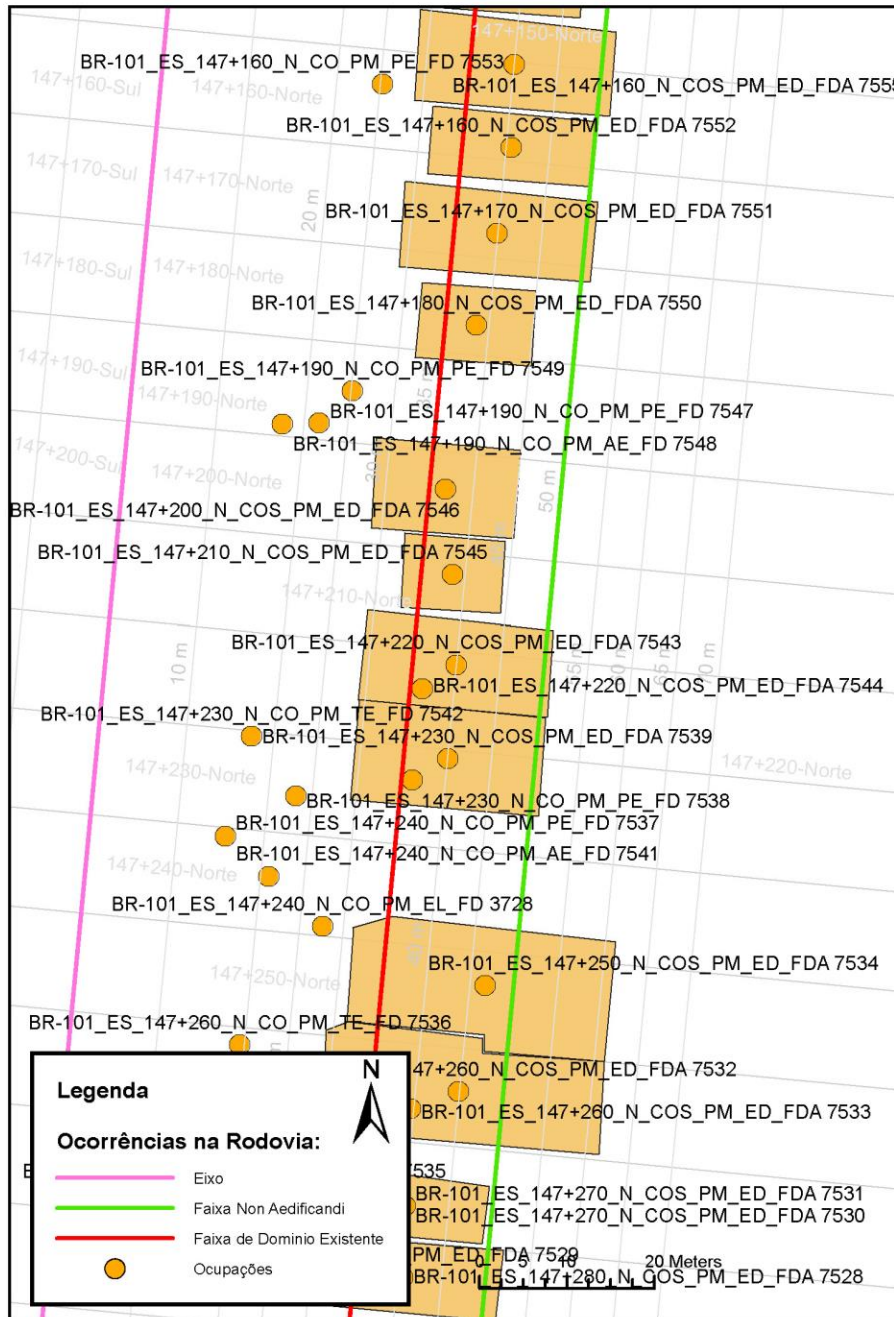 147+150-Norte
BR-101_ES_147+160_N_CO_PM_PE_FD 7553
147+160-Sul
147+160-Norte
BR-101_ES_147+160_N_COS_PM_ED_FDA 7555
BR-101_ES_147+160_N_COS_PM_ED_FDA 7552
147+170-Sul
147+170-Norte
20 m
BR-101_ES_147+170_N_COS_PM_ED_FDA 7551
147+180-Sul
147+180-Norte
BR-101_ES_147+180_N_COS_PM_ED_FDA 7550
147+190-Sul
BR-101_ES_147+190_N_CO_PM_PE_FD 7549
147+190-Norte
35 m
BR-101_ES_147+190_N_CO_PM_PE_FD 7547
BR-101_ES_147+190_N_CO_PM_AE_FD 7548
147+200-Sul
147+200-Norte
50 m
BR-101_ES_147+200_N_COS_PM_ED_FDA 7546
BR-101_ES_147+210_N_COS_PM_ED_FDA 7545
147+210-Norte
BR-101_ES_147+220_N_COS_PM_ED_FDA 7543
10 m
55 m
60 m
65 m
70 m
BR-101_ES_147+220_N_COS_PM_ED_FDA 7544
BR-101_ES_147+230_N_CO_PM_TE_FD 7542
BR-101_ES_147+230_N_COS_PM_ED_FDA 7539
147+230-Norte
147+220-Norte
BR-101_ES_147+230_N_CO_PM_PE_FD 7538
BR-101_ES_147+240_N_CO_PM_PE_FD 7537
BR-101_ES_147+240_N_CO_PM_AE_FD 7541
147+240-Norte
BR-101_ES_147+240_N_CO_PM_EL_FD 3728
BR-101_ES_147+250_N_COS_PM_ED_FDA 7534
147+250-Norte
BR-101_ES_147+260_N_CO_PM_TE_FD 7536
147+260_N_COS_PM_ED_FDA 7532
BR-101_ES_147+260_N_COS_PM_ED_FDA 7533
7535
BR-101_ES_147+270_N_COS_PM_ED_FDA 7531
BR-101_ES_147+270_N_COS_PM_ED_FDA 7530
PM_ED_FDA 7529
BR-101_ES_147+280_N_COS_PM_ED_FDA 7528
0 5 10 20 Meters
N
Legenda
Ocorrências na Rodovia:
Eixo
Faixa Non Aedificandi
Faixa de Dominio Existente
Ocupações